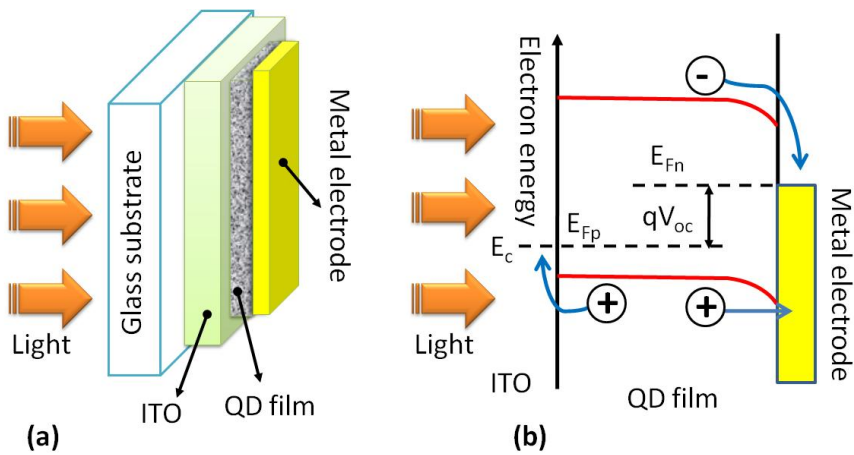 Glass substrate
Metal electrode
Light
ITO
QD film
(a)
Electron energy
-
E_Fn
qV_oc
E_Fp
E_c
+
+
Metal electrode
Light
ITO
QD film
(b)